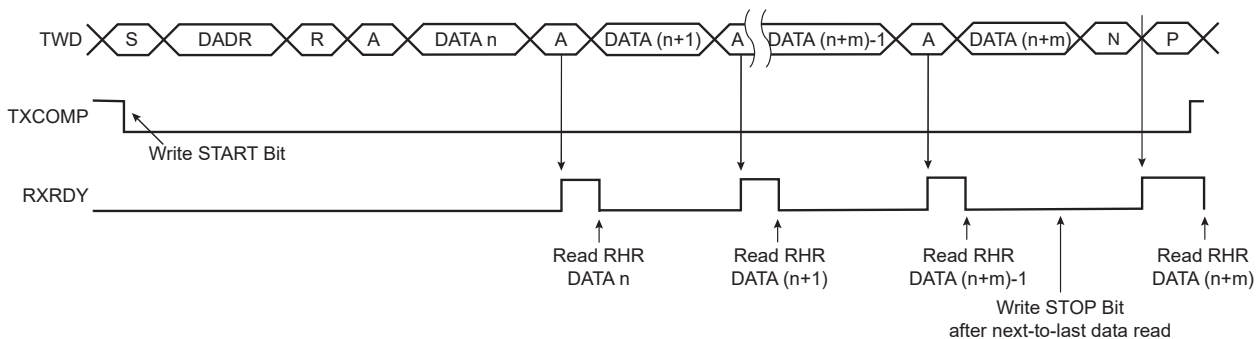 TWD S DADR R A DATA n A DATA (n+1) A DATA (n+m)-1 A DATA (n+m) N P
TXCOMP
Write START Bit
RXRDY
Read RHR
DATA n
Read RHR
DATA (n+1)
Read RHR
DATA (n+m)-1
Read RHR
DATA (n+m)
Write STOP Bit
after next-to-last data read